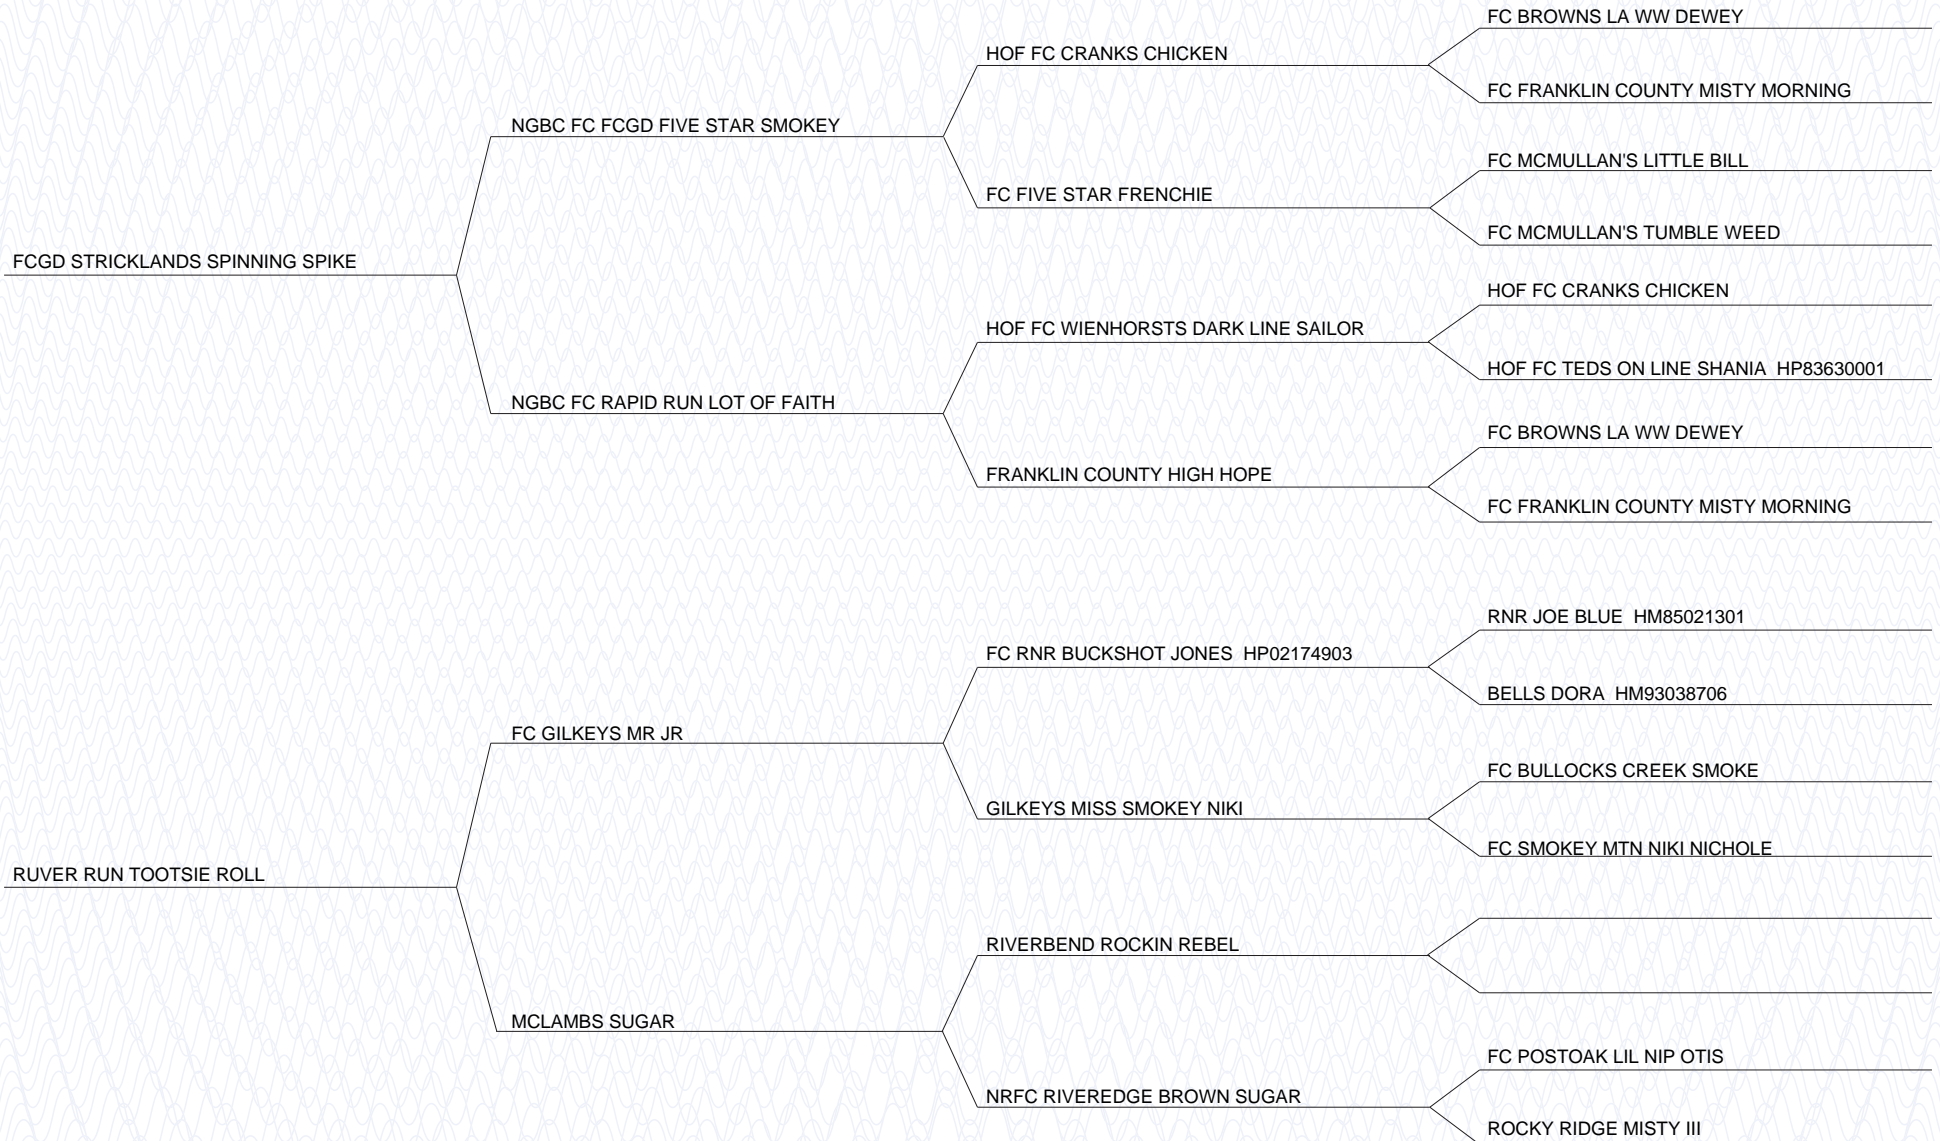 FC BROWNS LA WW DEWEY
HOF FC CRANKS CHICKEN
FC FRANKLIN COUNTY MISTY MORNING
NGBC FC FCGD FIVE STAR SMOKEY
FC MCMULLAN'S LITTLE BILL
FC FIVE STAR FRENCHIE
FC MCMULLAN'S TUMBLE WEED
FCGD STRICKLANDS SPINNING SPIKE
HOF FC CRANKS CHICKEN
HOF FC WIENHORSTS DARK LINE SAILOR
HOF FC TEDS ON LINE SHANIA HP83630001
NGBC FC RAPID RUN LOT OF FAITH
FC BROWNS LA WW DEWEY
FRANKLIN COUNTY HIGH HOPE
FC FRANKLIN COUNTY MISTY MORNING
RNR JOE BLUE HM85021301
FC RNR BUCKSHOT JONES HP02174903
BELLS DORA HM93038706
FC GILKEYS MR JR
FC BULLOCKS CREEK SMOKE
GILKEYS MISS SMOKEY NIKI
FC SMOKEY MTN NIKI NICHOLE
RUVER RUN TOOTSIE ROLL
RIVERBEND ROCKIN REBEL
MCLAMBS SUGAR
FC POSTOAK LIL NIP OTIS
NRFC RIVEREDGE BROWN SUGAR
ROCKY RIDGE MISTY III